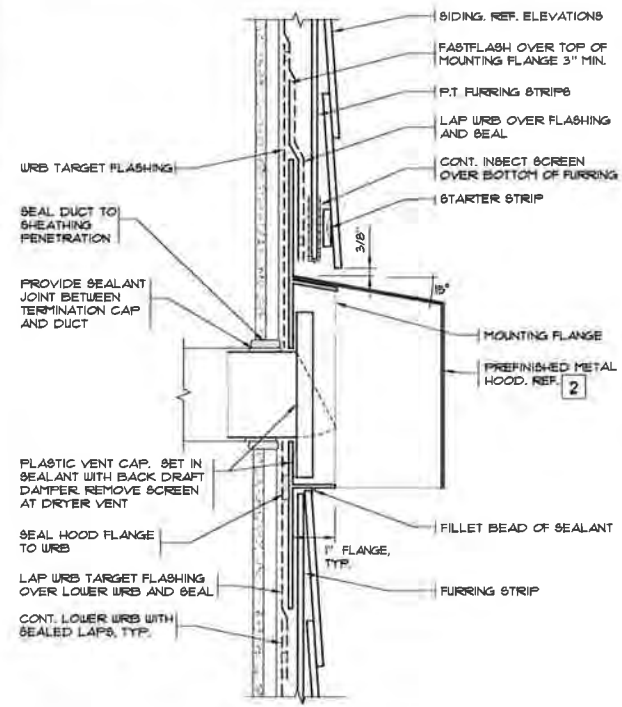 SIDING. REF. ELEVATIONS
FASTFLASH OVER TOP OF
MOUNTING FLANGE 3" MIN.
P.T FURRING STRIPS
LAP WRB OVER FLASHING
AND SEAL
CONT. INSECT SCREEN
OVER BOTTOM OF FURRING
STARTER STRIP
3/8"
15°
MOUNTING FLANGE
PREFINISHED METAL
HOOD. REF. 2
FILLET BEAD OF SEALANT
1" FLANGE,
TYP.
FURRING STRIP
WRB TARGET FLASHING
SEAL DUCT TO
SHEATHING
PENETRATION
PROVIDE SEALANT
JOINT BETWEEN
TERMINATION CAP
AND DUCT
PLASTIC VENT CAP. SET IN
SEALANT WITH BACK DRAFT
DAMPER. REMOVE SCREEN
AT DRYER VENT
SEAL HOOD FLANGE
TO WRB
LAP WRB TARGET FLASHING
OVER LOWER WRB AND SEAL
CONT. LOWER WRB WITH
SEALED LAPS, TYP.